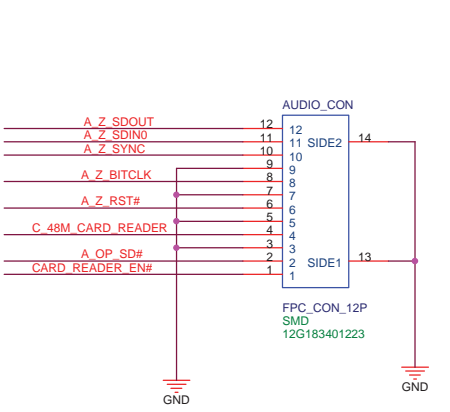 AUDIO_CON
A_Z_SDOUT 12 12
A_Z_SDIN0 11 11 SIDE2 14
A_Z_SYNC 10 10
9 9
A_Z_BITCLK 8 8
7 7
A_Z_RST# 6 6
5 5
C_48M_CARD_READER 4 4
3 3
A_OP_SD# 2 2 SIDE1 13
CARD_READER_EN# 1 1
FPC_CON_12P
SMD
12G183401223
GND
GND